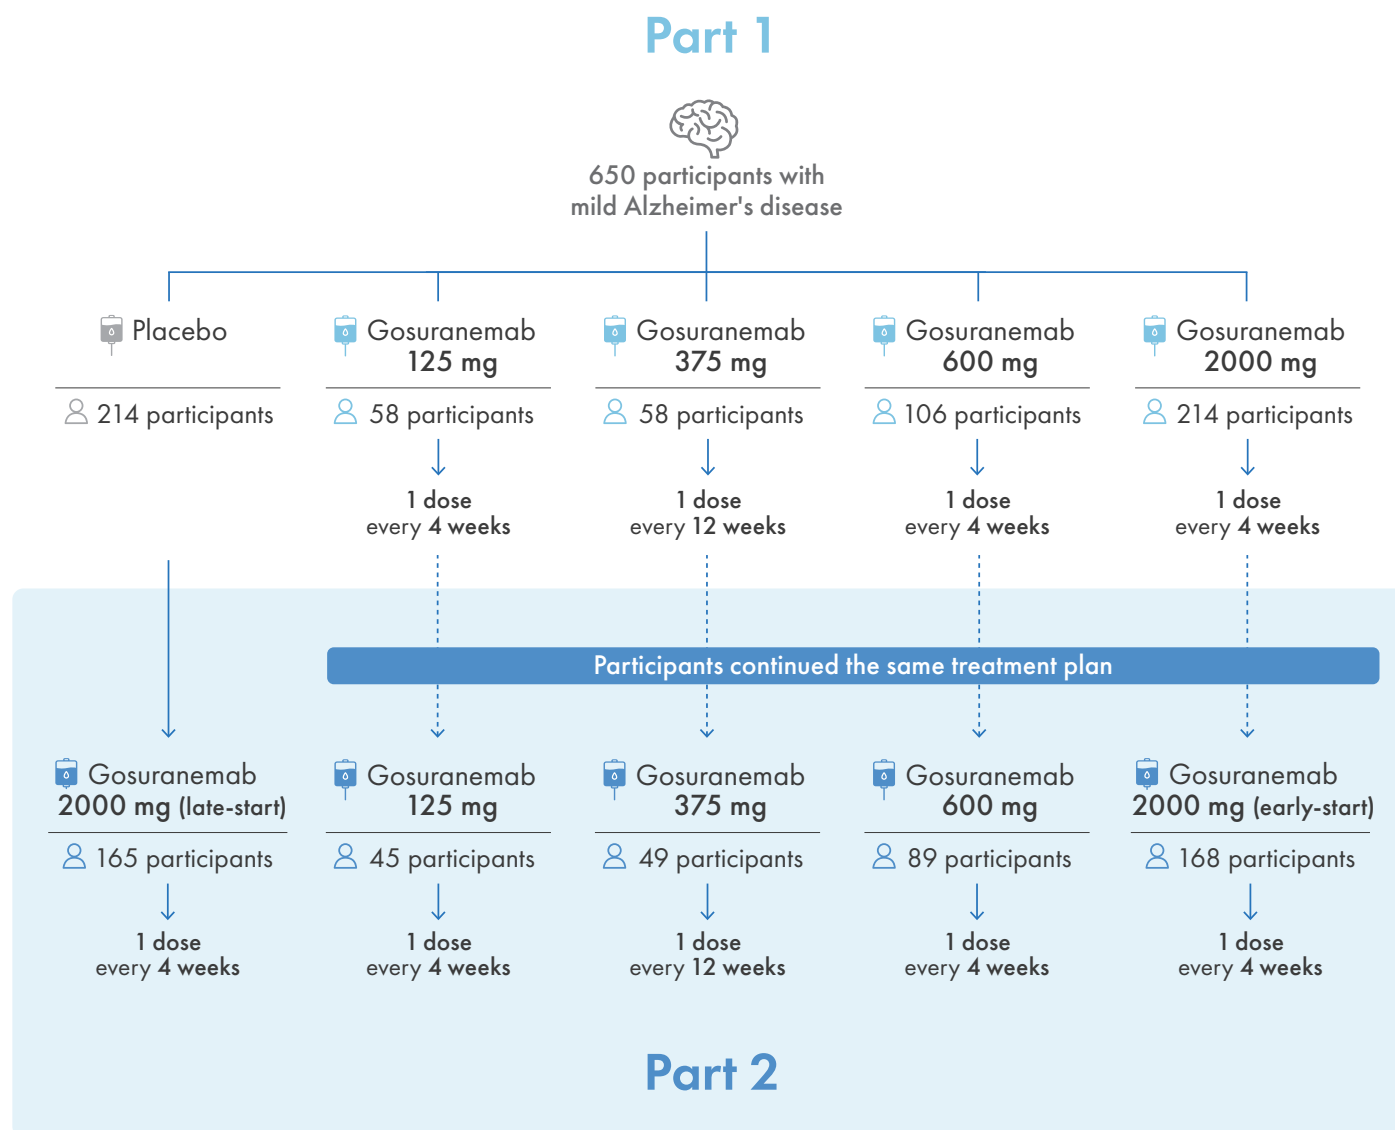 Part 1
650 participants with
mild Alzheimer's disease
Placebo
214 participants
Gosuranemab
125 mg
58 participants
1 dose
every 4 weeks
Gosuranemab
375 mg
58 participants
1 dose
every 12 weeks
Gosuranemab
600 mg
106 participants
1 dose
every 4 weeks
Gosuranemab
2000 mg
214 participants
1 dose
every 4 weeks
Participants continued the same treatment plan
Gosuranemab
2000 mg (late-start)
165 participants
1 dose
every 4 weeks
Gosuranemab
125 mg
45 participants
1 dose
every 4 weeks
Gosuranemab
375 mg
49 participants
1 dose
every 12 weeks
Gosuranemab
600 mg
89 participants
1 dose
every 4 weeks
Gosuranemab
2000 mg (early-start)
168 participants
1 dose
every 4 weeks
Part 2